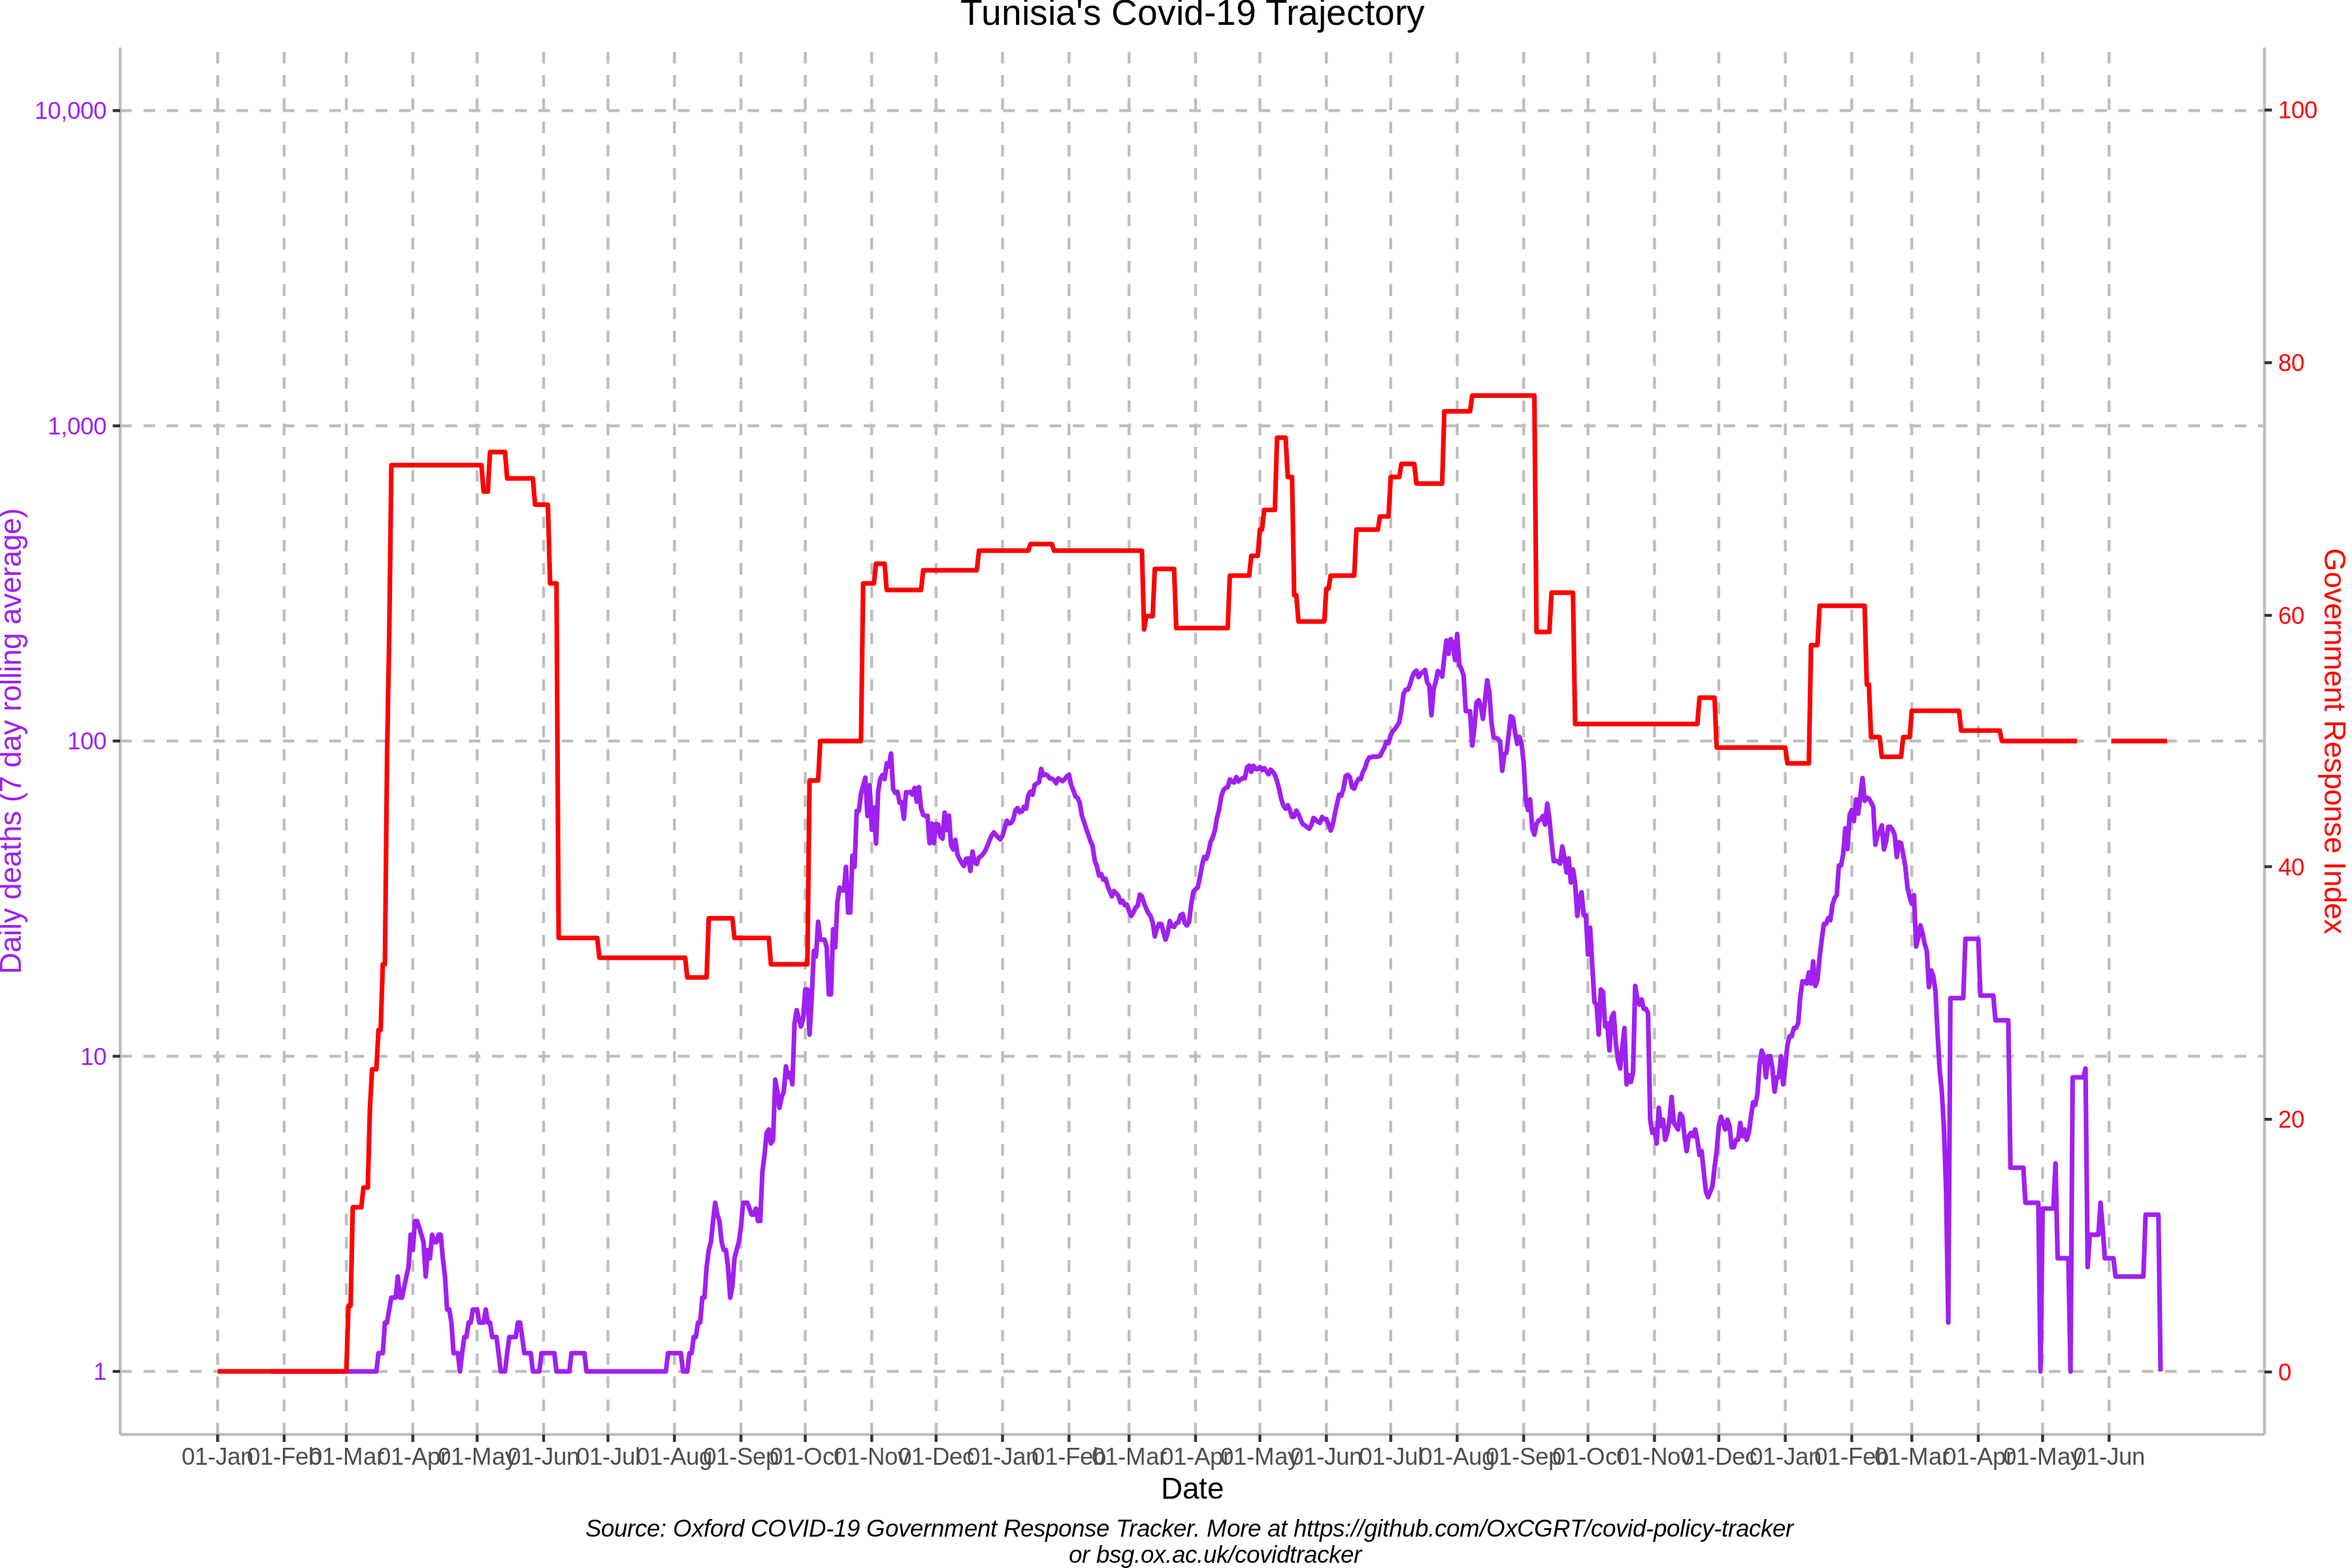 Tunisia's Covid-19 Trajectory
10,000
1,000
100
10
1
Daily deaths (7 day rolling average)
100
80
60
40
20
0
Government Response Index
01-Jan 01-Feb 01-Mar 01-Apr 01-May 01-Jun 01-Jul 01-Aug 01-Sep 01-Oct 01-Nov 01-Dec 01-Jan 01-Feb 01-Mar 01-Apr 01-May 01-Jun 01-Jul 01-Aug 01-Sep 01-Oct 01-Nov 01-Dec 01-Jan 01-Feb 01-Mar 01-Apr 01-May 01-Jun
Date
Source: Oxford COVID-19 Government Response Tracker. More at https://github.com/OxCGRT/covid-policy-tracker
or bsg.ox.ac.uk/covidtracker